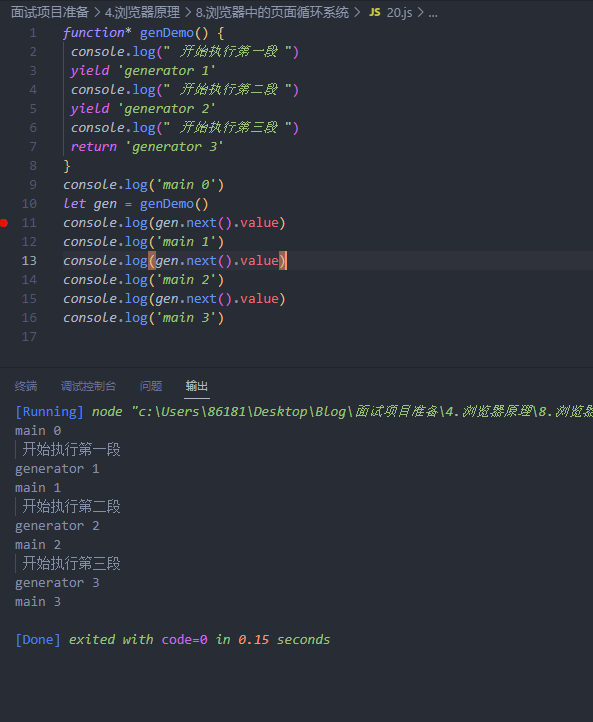 面试项目准备 > 4.浏览器原理 > 8.浏览器中的页面循环系统 > JS 20.js > ...
1 function* genDemo() {
2 console.log(" 开始执行第一段 ")
3 yield 'generator 1'
4 console.log(" 开始执行第二段 ")
5 yield 'generator 2'
6 console.log(" 开始执行第三段 ")
7 return 'generator 3'
8 }
9 console.log('main 0')
10 let gen = genDemo()
11 console.log(gen.next().value)
12 console.log('main 1')
13 console.log(gen.next().value)
14 console.log('main 2')
15 console.log(gen.next().value)
16 console.log('main 3')
17
终端 调试控制台 问题 输出
[Running] node "c:\Users\86181\Desktop\Blog\面试项目准备\4.浏览器原理\8.浏览器
main 0
开始执行第一段
generator 1
main 1
开始执行第二段
generator 2
main 2
开始执行第三段
generator 3
main 3
[Done] exited with code=0 in 0.15 seconds